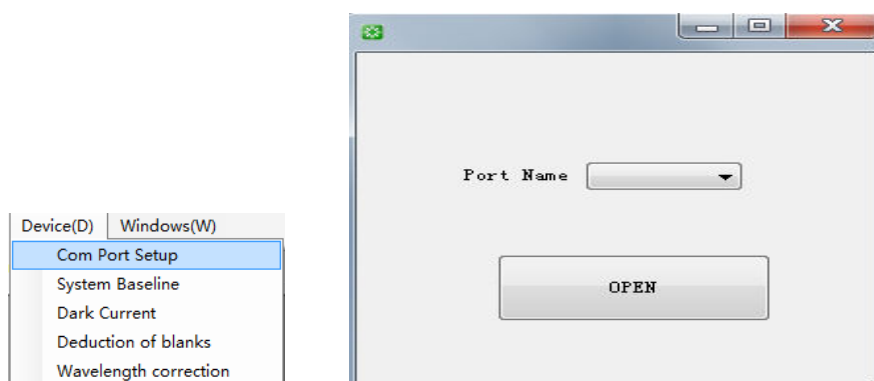 Device(D) Windows(W)
Com Port Setup
System Baseline
Dark Current
Deduction of blanks
Wavelength correction
Port Name
OPEN